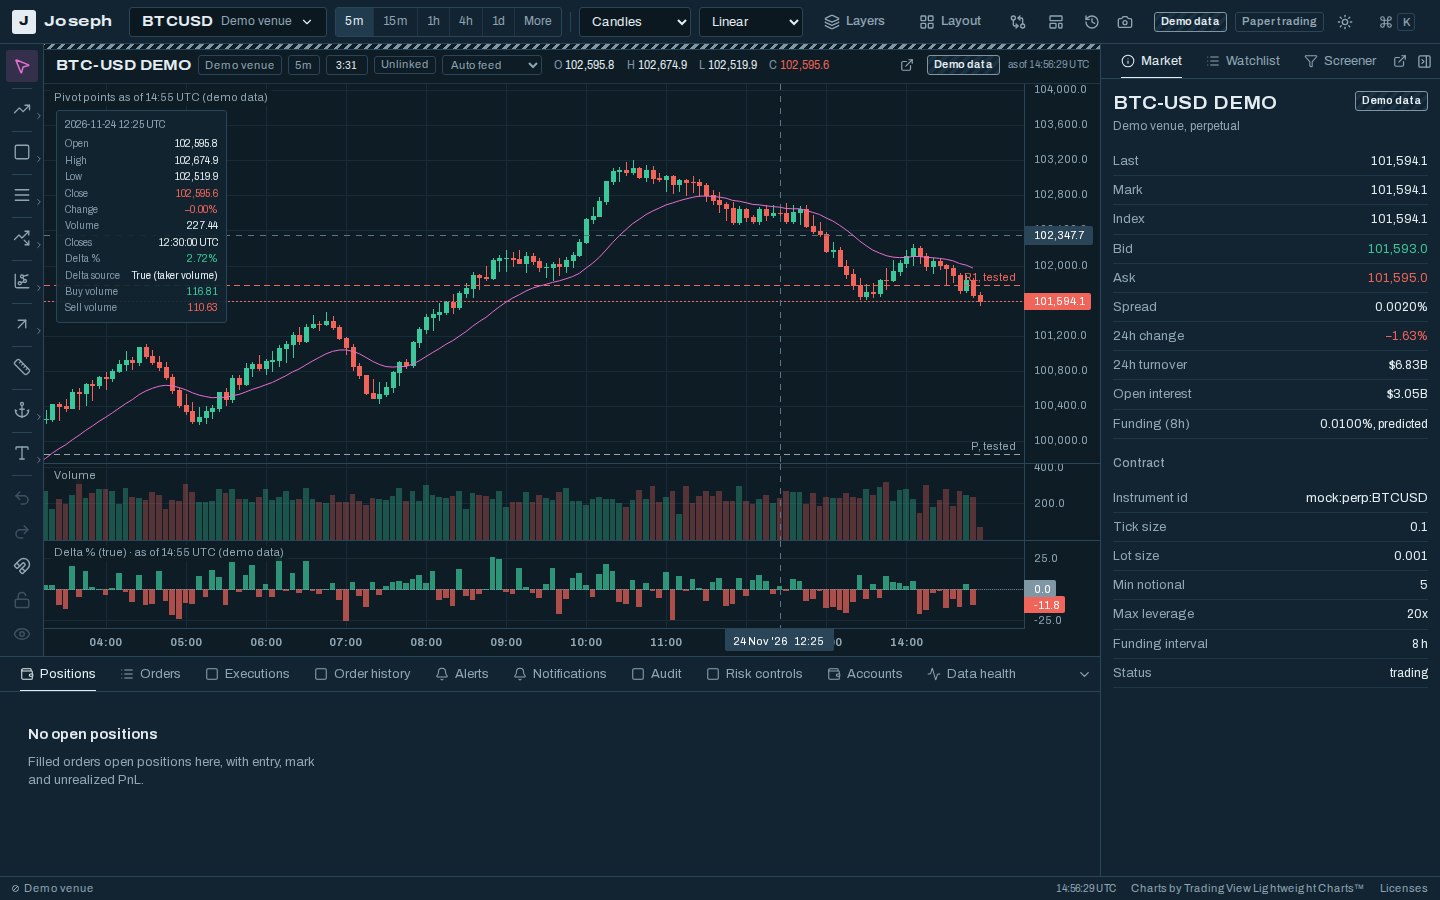 J Joseph BTCUSD Demo venue 5m 15m 1h 4h 1d More Candles Linear Layers Layout Demo data Paper trading ⌘ K
BTC-USD DEMO Demo venue 5m 3:31 Unlinked Auto feed O 102,595.8 H 102,674.9 L 102,519.9 C 102,595.6 Demo data as of 14:56:29 UTC
Pivot points as of 14:55 UTC (demo data)
2026-11-24 12:25 UTC
Open 102,595.8
High 102,674.9
Low 102,519.9
Close 102,595.6
Change −0.00%
Volume 227.44
Closes 12:30:00 UTC
Delta % 2.72%
Delta source True (taker volume)
Buy volume 116.81
Sell volume 110.63
104,000.0
103,600.0
103,200.0
102,800.0
102,347.7
102,000.0
R1, tested
101,594.1
101,200.0
100,800.0
100,400.0
100,000.0
P, tested
Volume
400.0
200.0
Delta % (true) · as of 14:55 UTC (demo data)
25.0
0.0
-11.8
-25.0
04:00 05:00 06:00 07:00 08:00 09:00 10:00 11:00 24 Nov '26 12:25 14:00
Market Watchlist Screener
BTC-USD DEMO Demo data
Demo venue, perpetual
Last 101,594.1
Mark 101,594.1
Index 101,594.1
Bid 101,593.0
Ask 101,595.0
Spread 0.0020%
24h change −1.63%
24h turnover $6.83B
Open interest $3.05B
Funding (8h) 0.0100%, predicted
Contract
Instrument id mock:perp:BTCUSD
Tick size 0.1
Lot size 0.001
Min notional 5
Max leverage 20x
Funding interval 8 h
Status trading
Positions Orders Executions Order history Alerts Notifications Audit Risk controls Accounts Data health
No open positions
Filled orders open positions here, with entry, mark
and unrealized PnL.
Demo venue 14:56:29 UTC Charts by TradingView Lightweight Charts™ Licenses